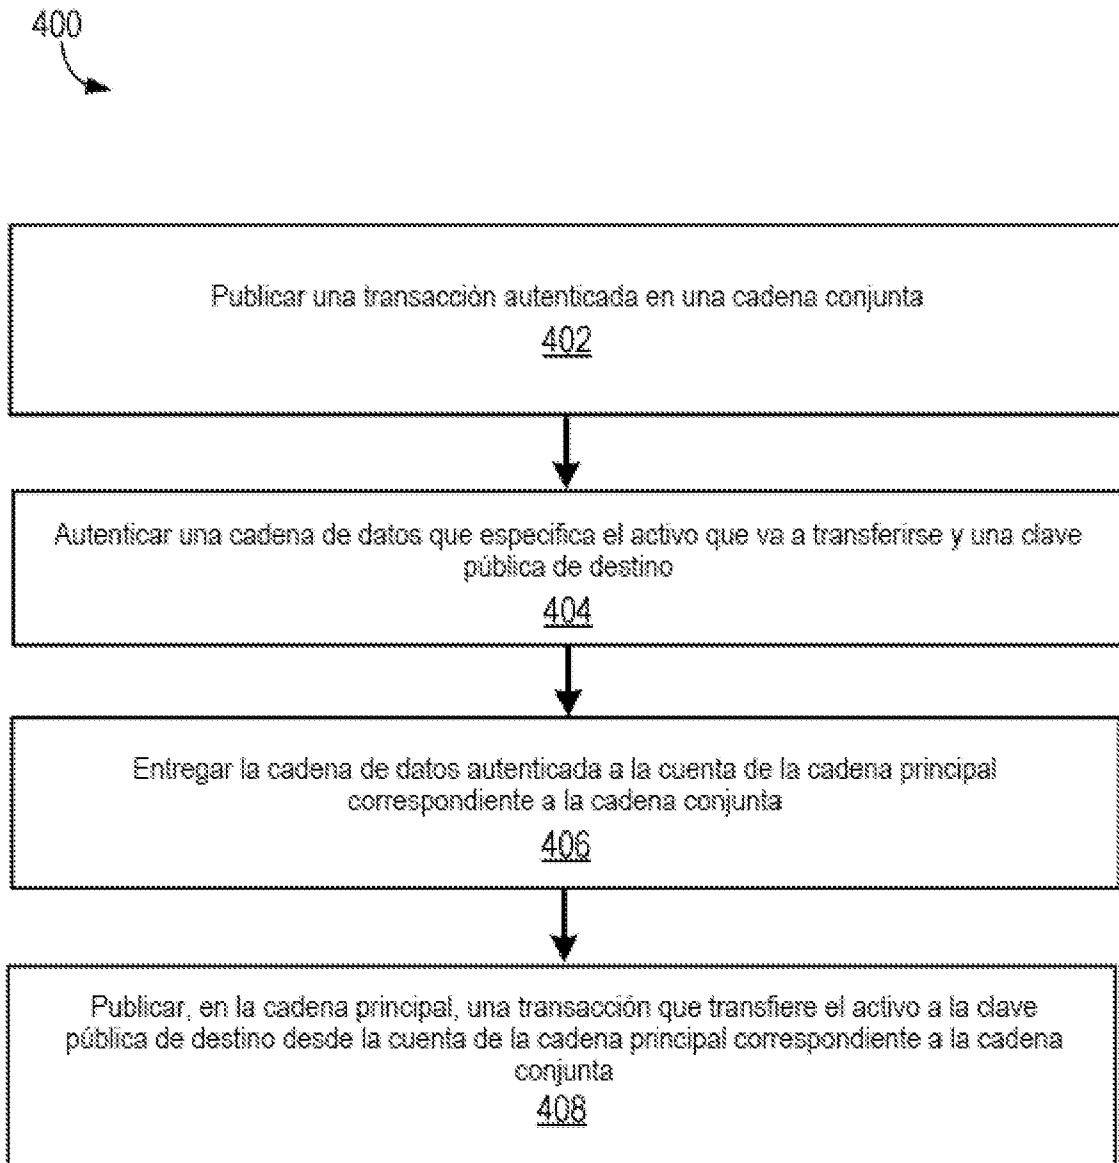 400
Publicar una transacción autenticada en una cadena conjunta
402
Autenticar una cadena de datos que especifica el activo que va a transferirse y una clave
pública de destino
404
Entregar la cadena de datos autenticada a la cuenta de la cadena principal
correspondiente a la cadena conjunta
406
Publicar, en la cadena principal, una transacción que transfiere el activo a la clave
pública de destino desde la cuenta de la cadena principal correspondiente a la cadena
conjunta
408